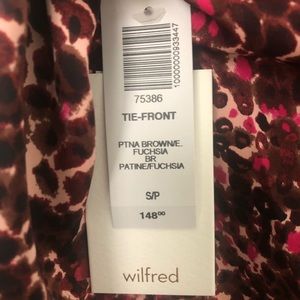 10000000933447
75386
TIE-FRONT
PTNA BROWN/E.
FUCHSIA
BR
PATINE/FUCHSIA
S/P
148⁰⁰
wilfred